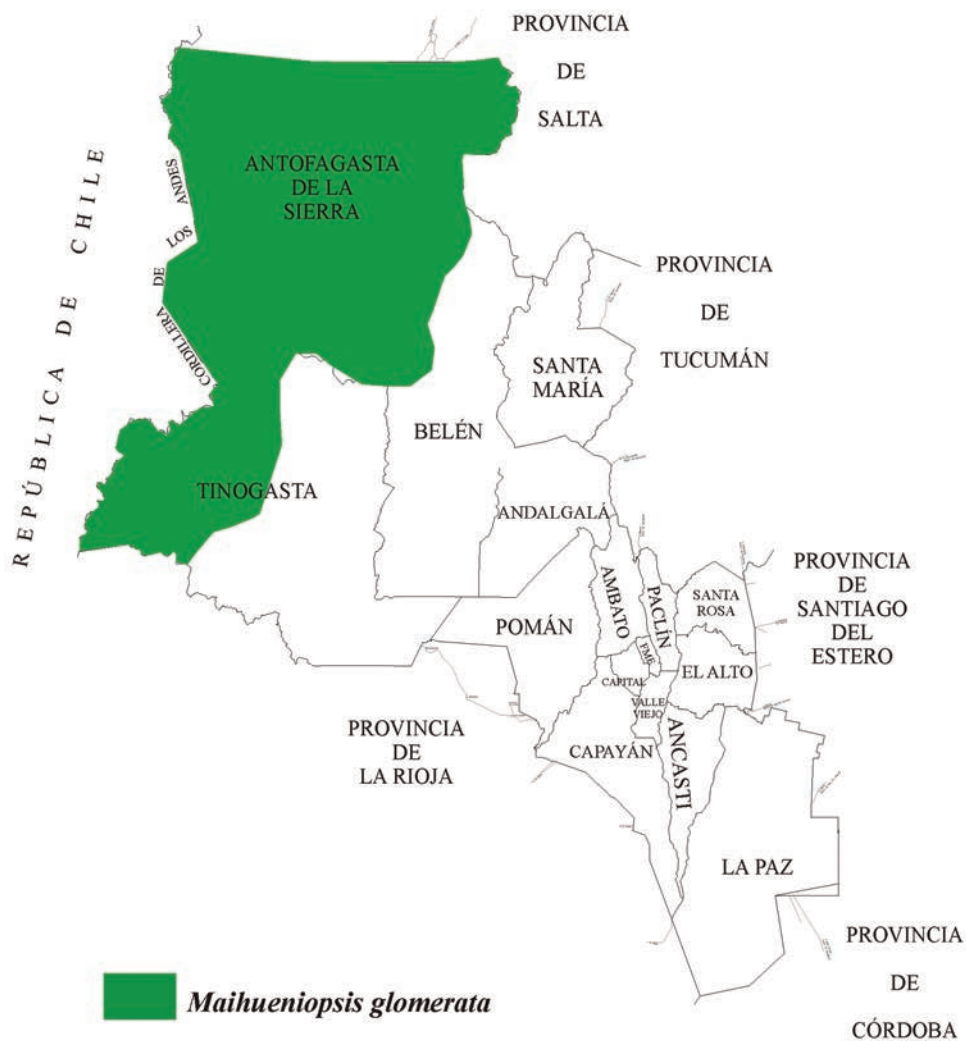 PROVINCIA
DE
SALTA
ANTOFAGASTA
DE LA
SIERRA
REPÚBLICA DE CHILE
CORDILLERA DE LOS ANDES
PROVINCIA
DE
TUCUMÁN
SANTA
MARÍA
BELÉN
TINOGASTA
ANDALGALÁ
AMBATO
PACLÍN
SANTA
ROSA
PROVINCIA
DE
SANTIAGO
DEL
ESTERO
POMÁN
FME
EL ALTO
CAPITAL
VALLE
VIEJO
PROVINCIA
DE
LA RIOJA
CAPAYÁN
ANCASTI
LA PAZ
PROVINCIA
DE
CÓRDOBA
Maihueniopsis glomerata